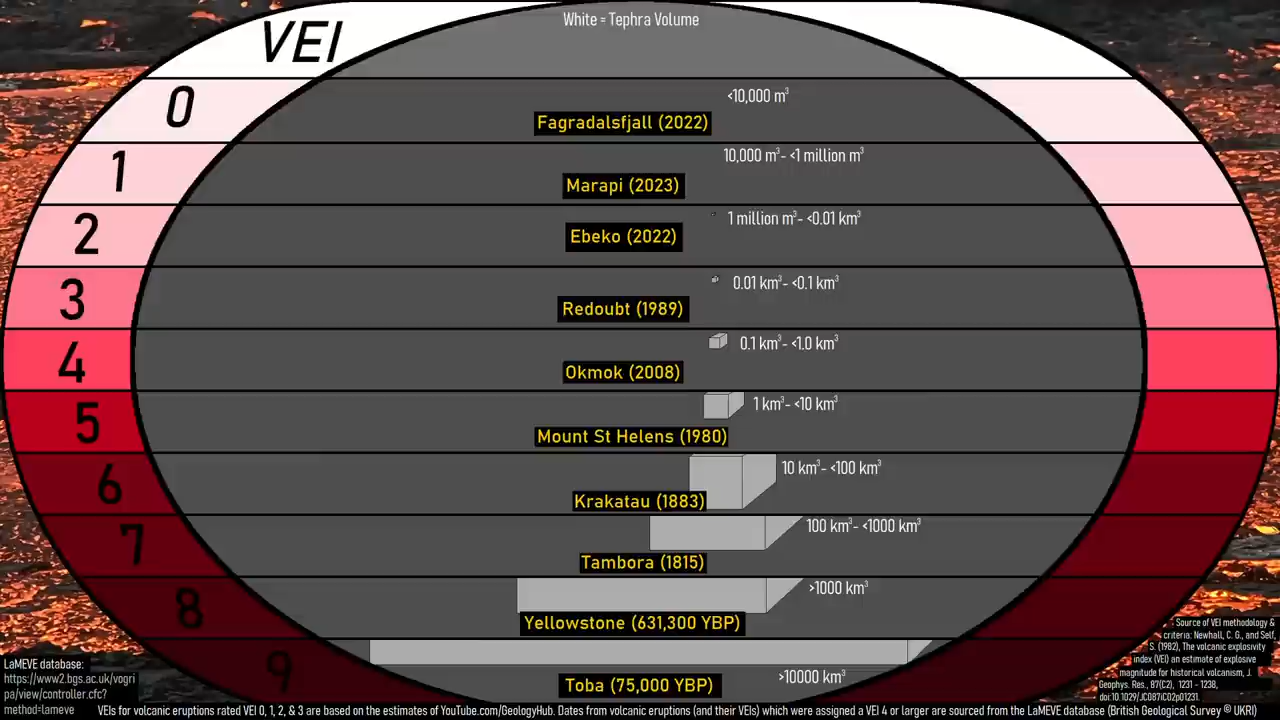 White = Tephra Volume
VEI
0
<10,000 m³
Fagradalsfjall (2022)
1
10,000 m³- <1 million m³
Marapi (2023)
2
1 million m³- <0.01 km³
Ebeko (2022)
3
0.01 km³- <0.1 km³
Redoubt (1989)
4
0.1 km³- <1.0 km³
Okmok (2008)
5
1 km³- <10 km³
Mount St Helens (1980)
6
10 km³- <100 km³
Krakatau (1883)
7
100 km³- <1000 km³
Tambora (1815)
8
>1000 km³
Yellowstone (631,300 YBP)
9
>10000 km³
Toba (75,000 YBP)
LaMEVE database:
https://www2.bgs.ac.uk/vogri
pa/view/controller.cfc?
method=lameve
Source of VEI methodology &
criteria: Newhall, C. G., and Self,
S. (1982), The volcanic explosivity
index (VEI) an estimate of explosive
magnitude for historical volcanism, J.
Geophys. Res., 87(C2), 1231 – 1238,
doi:10.1029/JC087iC02p01231.
VEIs for volcanic eruptions rated VEI 0, 1, 2, & 3 are based on the estimates of YouTube.com/GeologyHub. Dates from volcanic eruptions (and their VEIs) which were assigned a VEI 4 or larger are sourced from the LaMEVE database (British Geological Survey © UKRI)